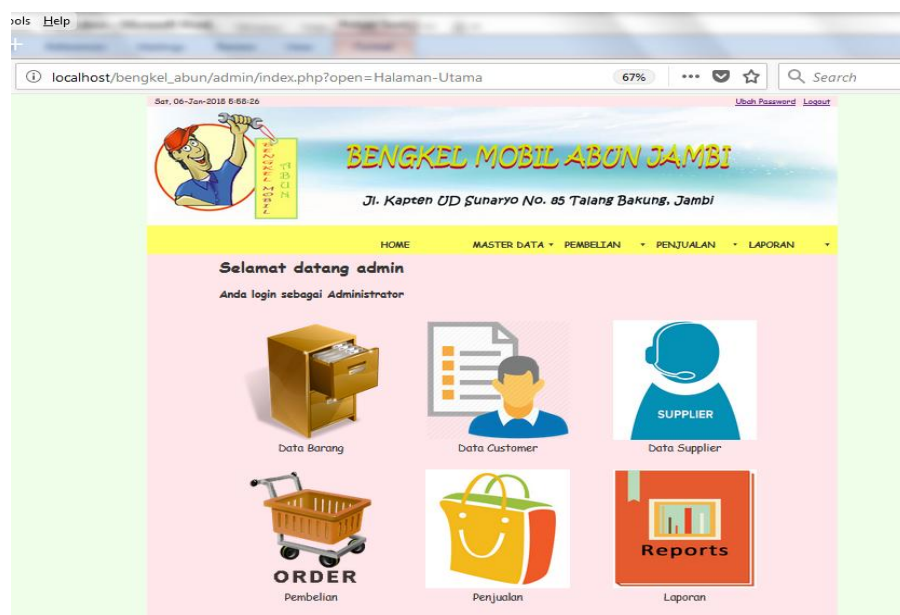 ools Help
localhost/bengkel_abun/admin/index.php?open=Halaman-Utama 67% Search
Sat, 06-Jan-2018 Ubah Password Logout
BENGKEL MOBIL
ABUN
BENGKEL MOBIL ABUN JAMBI
Jl. Kapten UD Sunaryo No. 85 Talang Bakung, Jambi
HOME MASTER DATA PEMBELIAN PENJUALAN LAPORAN
Selamat datang admin
Anda login sebagai Administrator
SUPPLIER
Data Barang Data Customer Data Supplier
ORDER Reports
Pembelian Penjualan Laporan